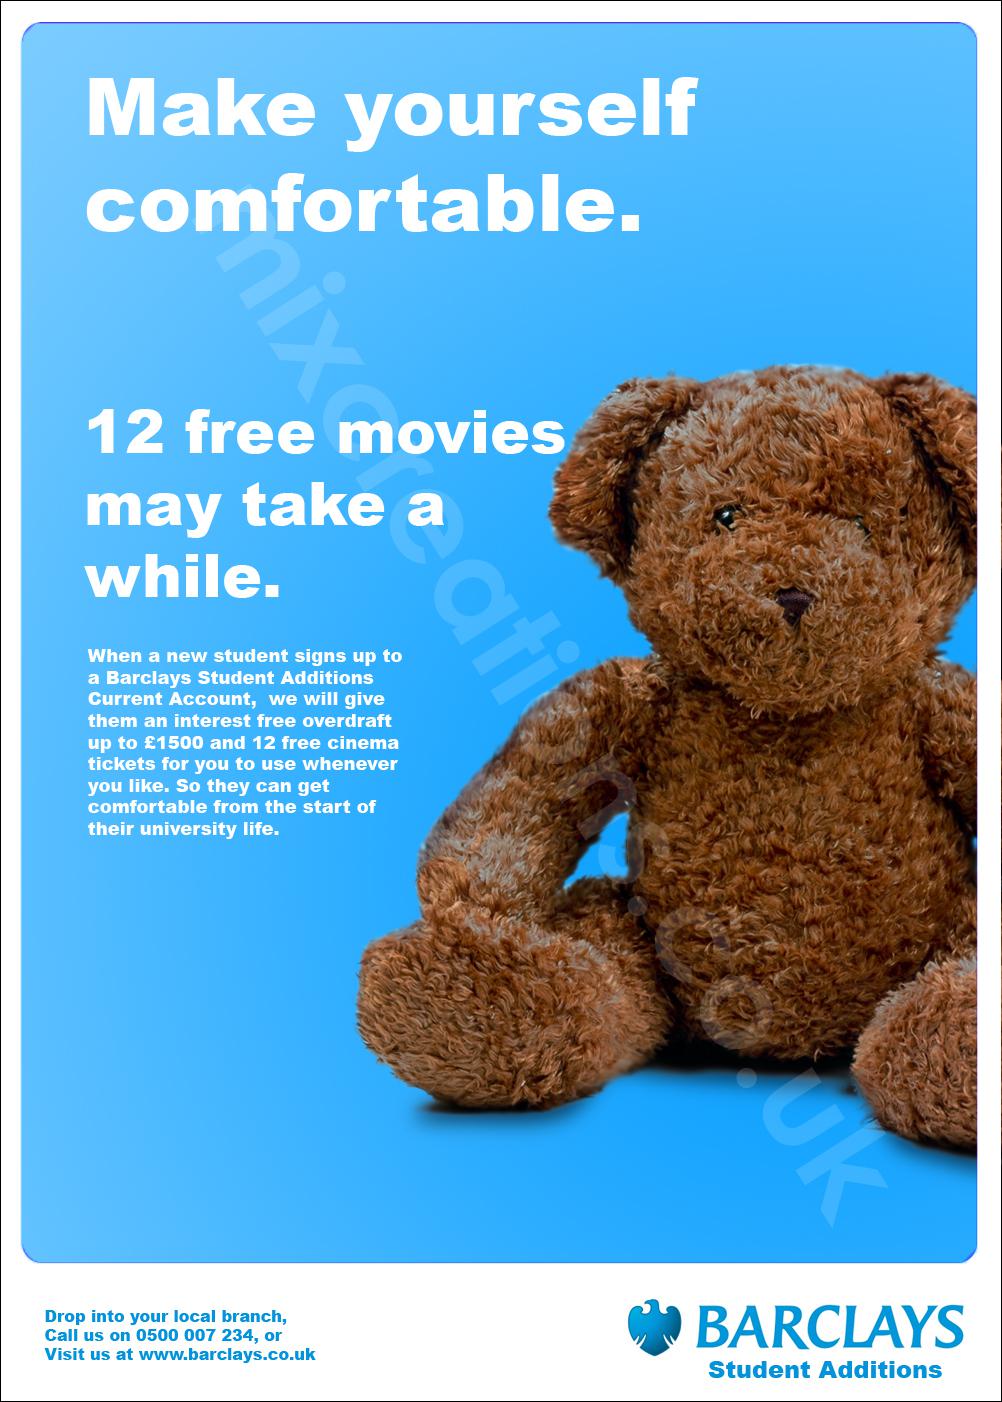 Make yourself
comfortable.
12 free movies
may take a
while.
When a new student signs up to
a Barclays Student Additions
Current Account,  we will give
them an interest free overdraft
up to £1500 and 12 free cinema
tickets for you to use whenever
you like. So they can get
comfortable from the start of
their university life.
mixcreations.co.uk
Drop into your local branch,
Call us on 0500 007 234, or
Visit us at www.barclays.co.uk
BARCLAYS
Student Additions